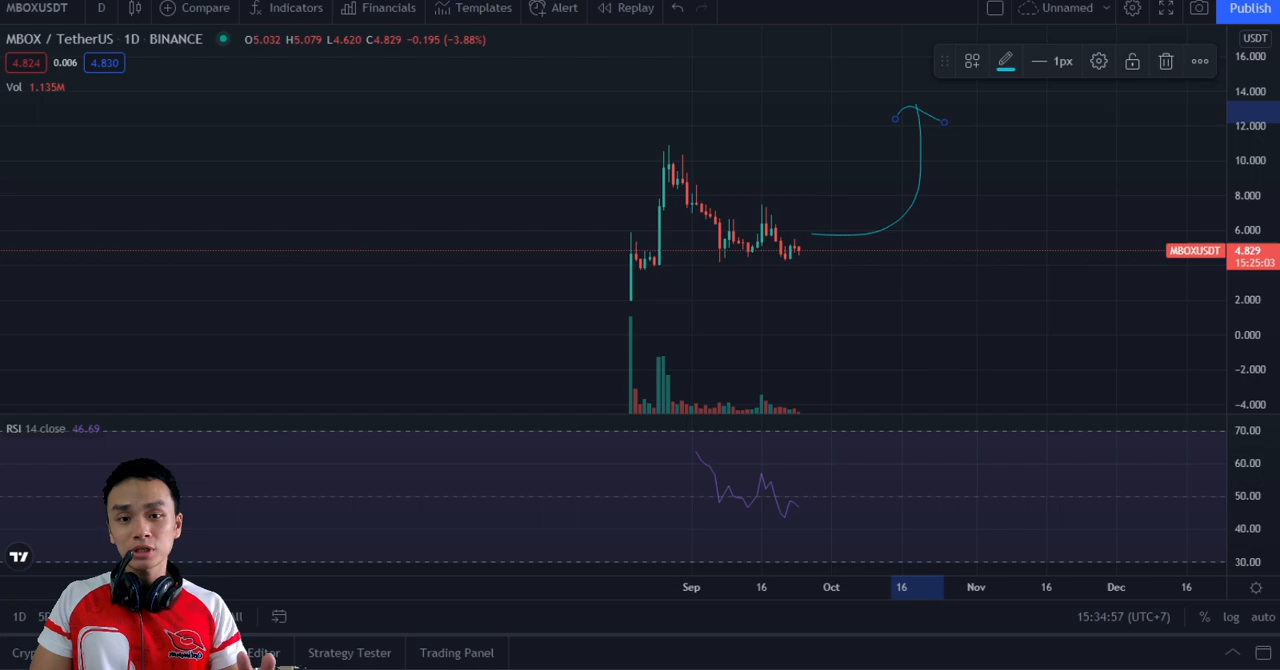 MBOXUSDT D Compare Indicators Financials Templates Alert Replay Unnamed Publish
MBOX / TetherUS · 1D · BINANCE O5.032 H5.079 L4.620 C4.829 -0.195 (-3.88%) USDT
4.824 0.006 4.830 1px
Vol 1.135M
16.000
14.000
12.000
10.000
8.000
6.000
MBOXUSDT 4.829
15:25:03
2.000
0.000
-2.000
-4.000
RSI 14 close 46.69
70.00
60.00
50.00
40.00
30.00
Sep 16 Oct 16 Nov 16 Dec 16
1D 15:34:57 (UTC+7) % log auto
Strategy Tester Trading Panel